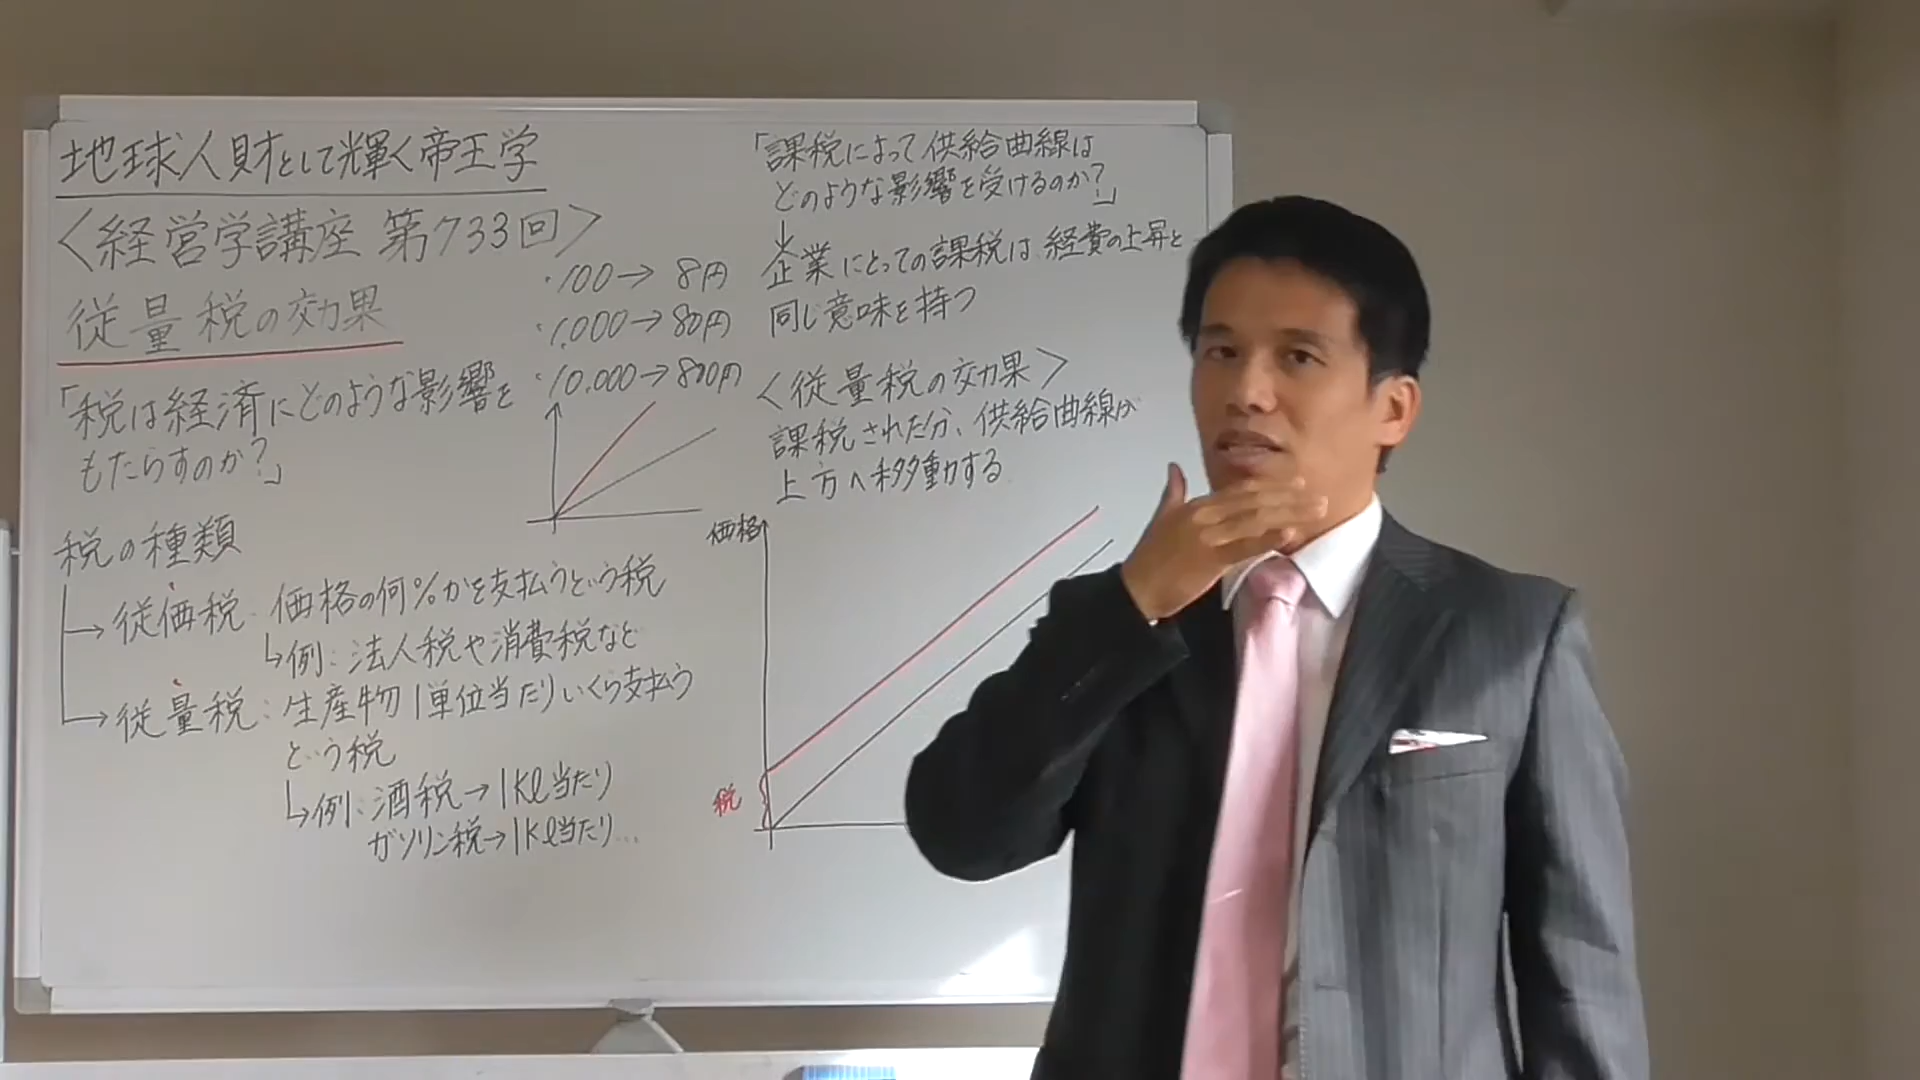 地球人財として輝く帝王学
＜経営学講座 第733回＞
従量税の効果
「税は経済にどのような影響を
もたらすのか?」
税の種類
→従価税：価格の何%かを支払うという税
↳例：法人税や消費税など
→従量税：生産物1単位当たりいくら支払う
という税
↳例：酒税→1kl当たり
ガソリン税→1kl当たり…
・100→8円
・1,000→80円
・10,000→800円
「課税によって供給曲線は
どのような影響を受けるのか?」
↓
企業にとっての課税は経費の上昇と
同じ意味を持つ
＜従量税の効果＞
課税された分、供給曲線が
上方へ移動する
価格
税